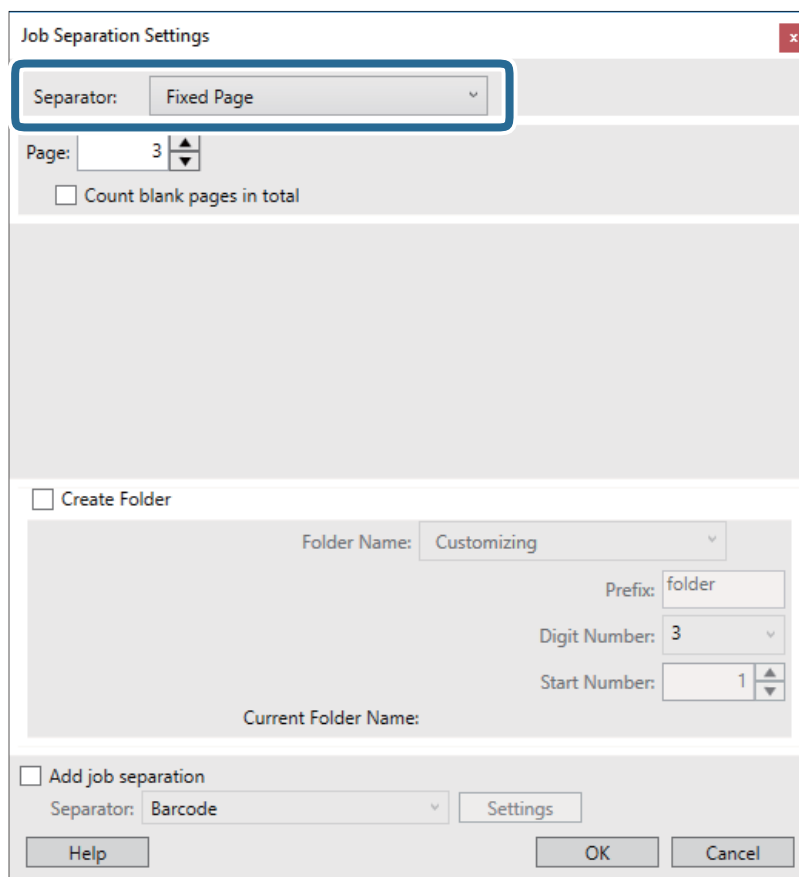 Job Separation Settings
x
Separator: Fixed Page
Page: 3
Count blank pages in total
Create Folder
Folder Name: Customizing
Prefix: folder
Digit Number: 3
Start Number: 1
Current Folder Name:
Add job separation
Separator: Barcode Settings
Help OK Cancel